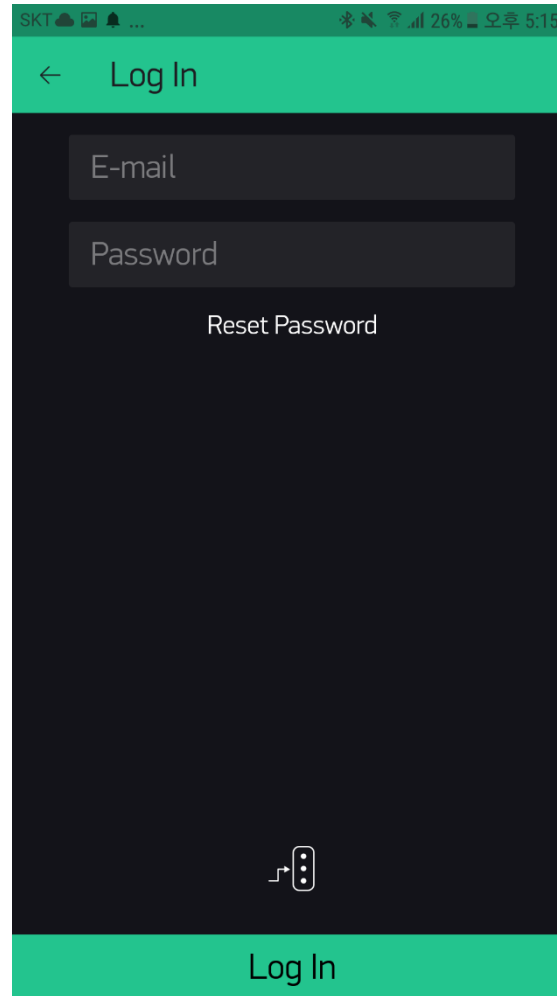 SKT ... 26% 오후 5:15
Log In
E-mail
Password
Reset Password
Log In